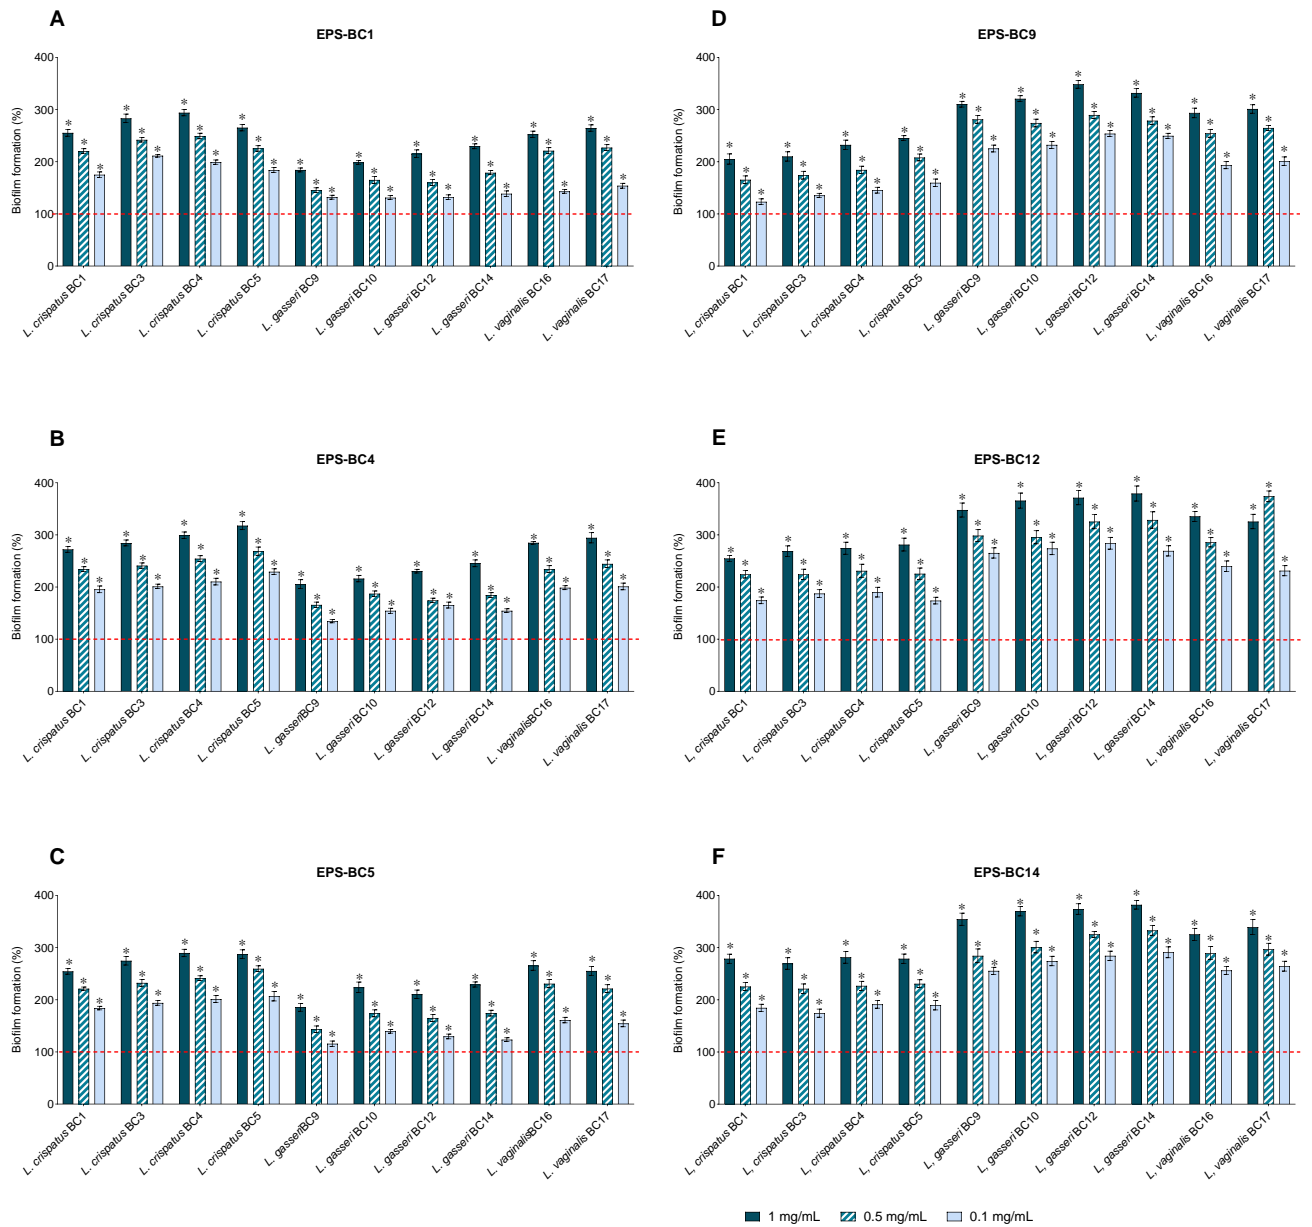 A
EPS-BC1
Biofilm formation (%)
400
300
200
100
0
* * * * * * * * * * * * * * * * * * * * * * * * * * * * * *
L. crispatus BC1
L. crispatus BC3
L. crispatus BC4
L. crispatus BC5
L. gasseri BC9
L. gasseri BC10
L. gasseri BC12
L. gasseri BC14
L. vaginalis BC16
L. vaginalis BC17
B
EPS-BC4
Biofilm formation (%)
400
300
200
100
0
* * * * * * * * * * * * * * * * * * * * * * * * * * * * * *
L. crispatus BC1
L. crispatus BC3
L. crispatus BC4
L. crispatus BC5
L. gasseriBC9
L. gasseri BC10
L. gasseri BC12
L. gasseri BC14
L. vaginalisBC16
L. vaginalis BC17
C
EPS-BC5
Biofilm formation (%)
400
300
200
100
0
* * * * * * * * * * * * * * * * * * * * * * * * * * * * * *
L. crispatus BC1
L. crispatus BC3
L. crispatus BC4
L. crispatus BC5
L. gasseriBC9
L. gasseri BC10
L. gasseri BC12
L. gasseri BC14
L. vaginalisBC16
L. vaginalis BC17
D
EPS-BC9
Biofilm formation (%)
400
300
200
100
0
* * * * * * * * * * * * * * * * * * * * * * * * * * * * * *
L, crispatus BC1
L, crispatus BC3
L, crispatus BC4
L, crispatus BC5
L, gasseri BC9
L, gasseri BC10
L, gasseri BC12
L, gasseri BC14
L, vaginalis BC16
L, vaginalis BC17
E
EPS-BC12
Biofilm formation (%)
400
300
200
100
0
* * * * * * * * * * * * * * * * * * * * * * * * * * * * * *
L, crispatus BC1
L, crispatus BC3
L, crispatus BC4
L, crispatus BC5
L, gasseri BC9
L, gasseri BC10
L, gasseri BC12
L, gasseri BC14
L, vaginalis BC16
L, vaginalis BC17
F
EPS-BC14
Biofilm formation (%)
400
300
200
100
0
* * * * * * * * * * * * * * * * * * * * * * * * * * * * * *
L, crispatus BC1
L, crispatus BC3
L, crispatus BC4
L, crispatus BC5
L, gasseri BC9
L, gasseri BC10
L, gasseri BC12
L, gasseri BC14
L, vaginalis BC16
L, vaginalis BC17
1 mg/mL 0.5 mg/mL 0.1 mg/mL